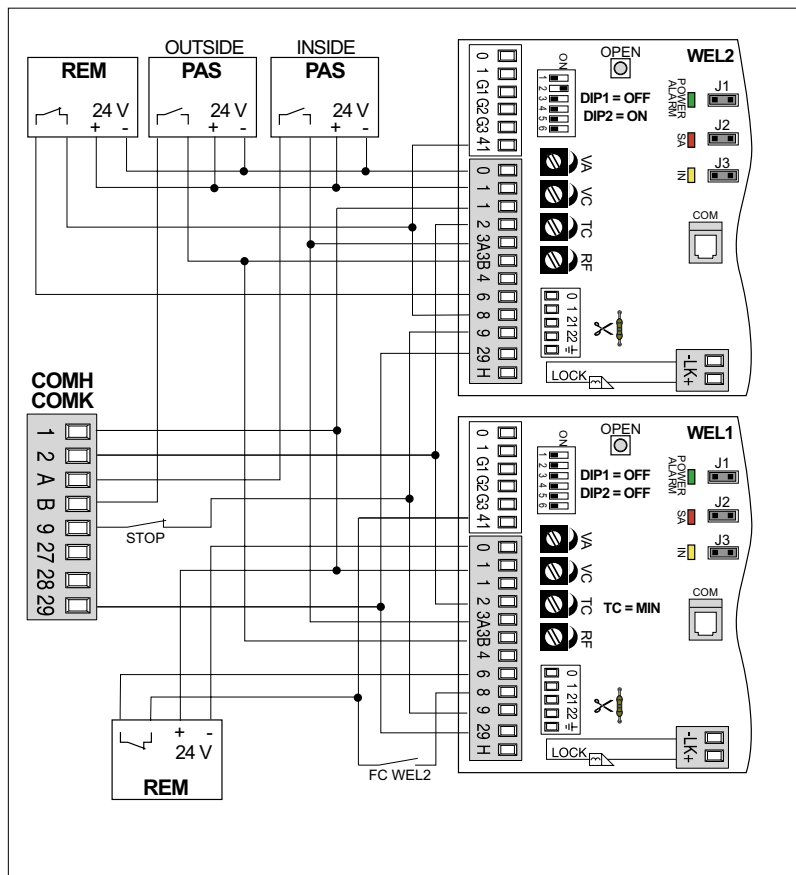 OUTSIDE
INSIDE
REM
PAS
PAS
24 V
+ -
24 V
+ -
24 V
+ -
0
1
G1
G2
G3
41
0
1
1
2
3A
3B
4
6
8
9
29
H
ON
1
2
3
4
5
6
OPEN
WEL2
DIP1 = OFF
DIP2 = ON
POWER
ALARM
SA
IN
J1
J2
J3
VA
VC
TC
RF
COM
0
1
21
22
LOCK
-LK+
COMH
COMK
1
2
A
B
9
27
28
29
STOP
0
1
G1
G2
G3
41
0
1
1
2
3A
3B
4
6
8
9
29
H
ON
1
2
3
4
5
6
OPEN
WEL1
DIP1 = OFF
DIP2 = OFF
POWER
ALARM
SA
IN
J1
J2
J3
VA
VC
TC
TC = MIN
RF
COM
0
1
21
22
LOCK
-LK+
+ -
24 V
REM
FC WEL2